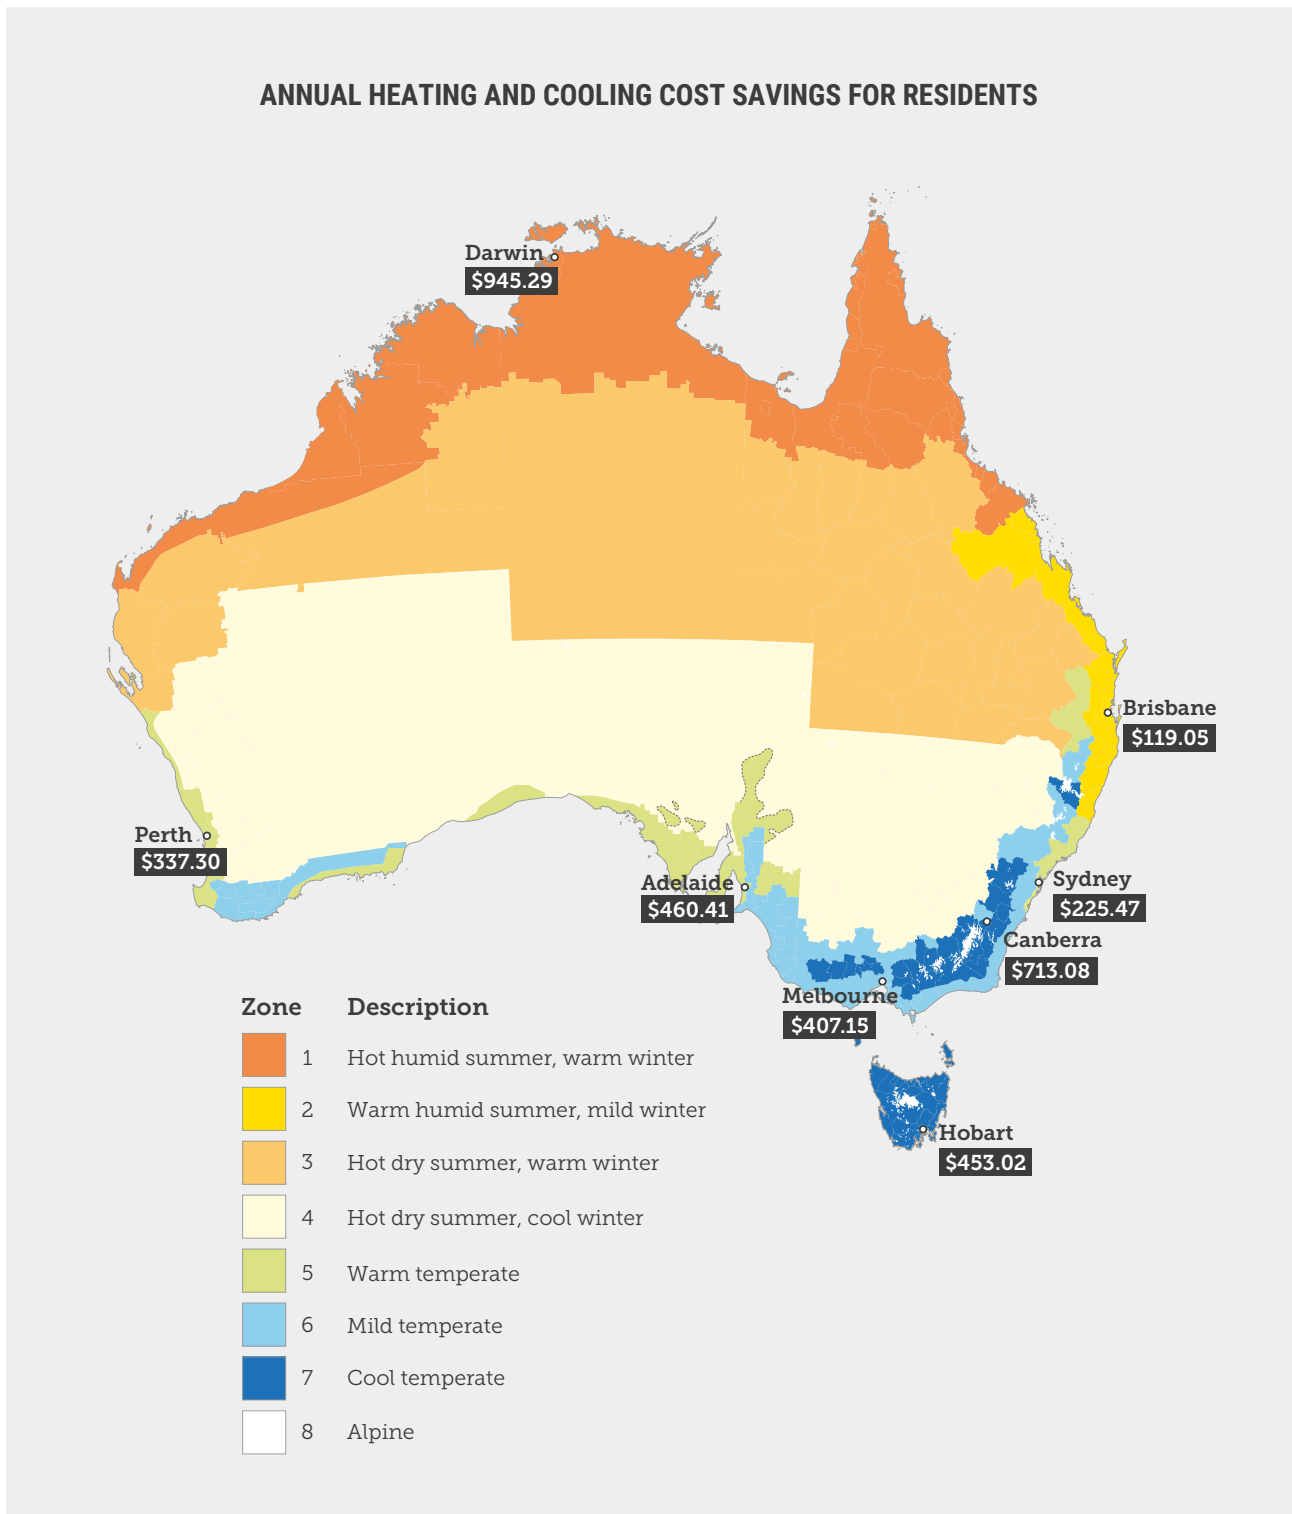 ANNUAL HEATING AND COOLING COST SAVINGS FOR RESIDENTS
Darwin
$945.29
Brisbane
$119.05
Perth
$337.30
Adelaide
$460.41
Sydney
$225.47
Canberra
$713.08
Melbourne
$407.15
Hobart
$453.02
Zone Description
1 Hot humid summer, warm winter
2 Warm humid summer, mild winter
3 Hot dry summer, warm winter
4 Hot dry summer, cool winter
5 Warm temperate
6 Mild temperate
7 Cool temperate
8 Alpine